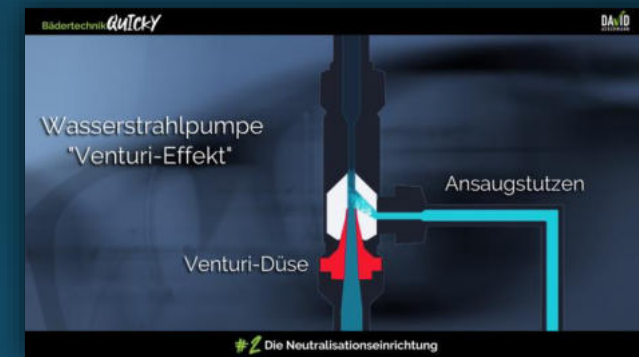 Bädertechnik QUICKY
DAVID
Wasserstrahlpumpe
"Venturi-Effekt"
Ansaugstutzen
Venturi-Düse
#2 Die Neutralisationseinrichtung